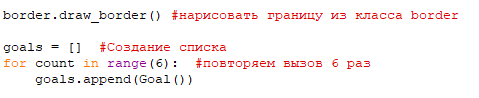 border.draw_border() #нарисовать границу из класса border
goals = [] #Создание списка
for count in range(6): #повторяем вызов 6 раз
goals.append(Goal())